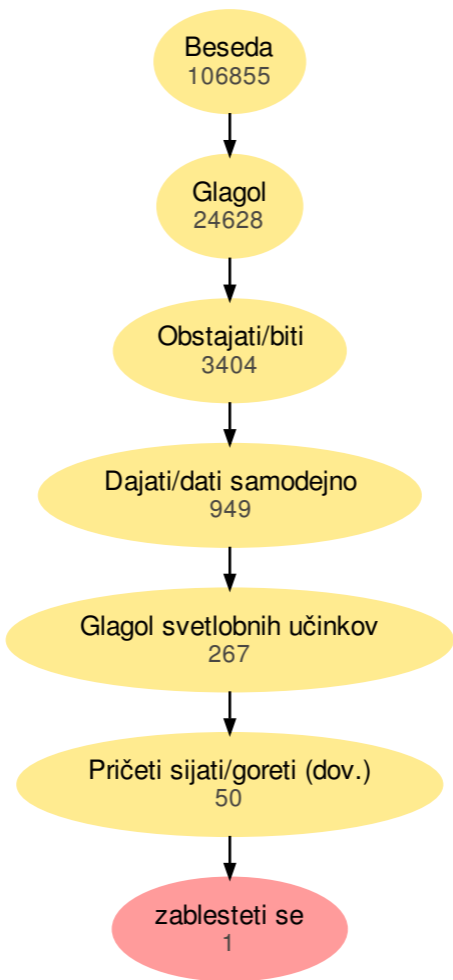 Beseda
106855
Glagol
24628
Obstajati/biti
3404
Dajati/dati samodejno
949
Glagol svetlobnih učinkov
267
Pričeti sijati/goreti (dov.)
50
zablesteti se
1